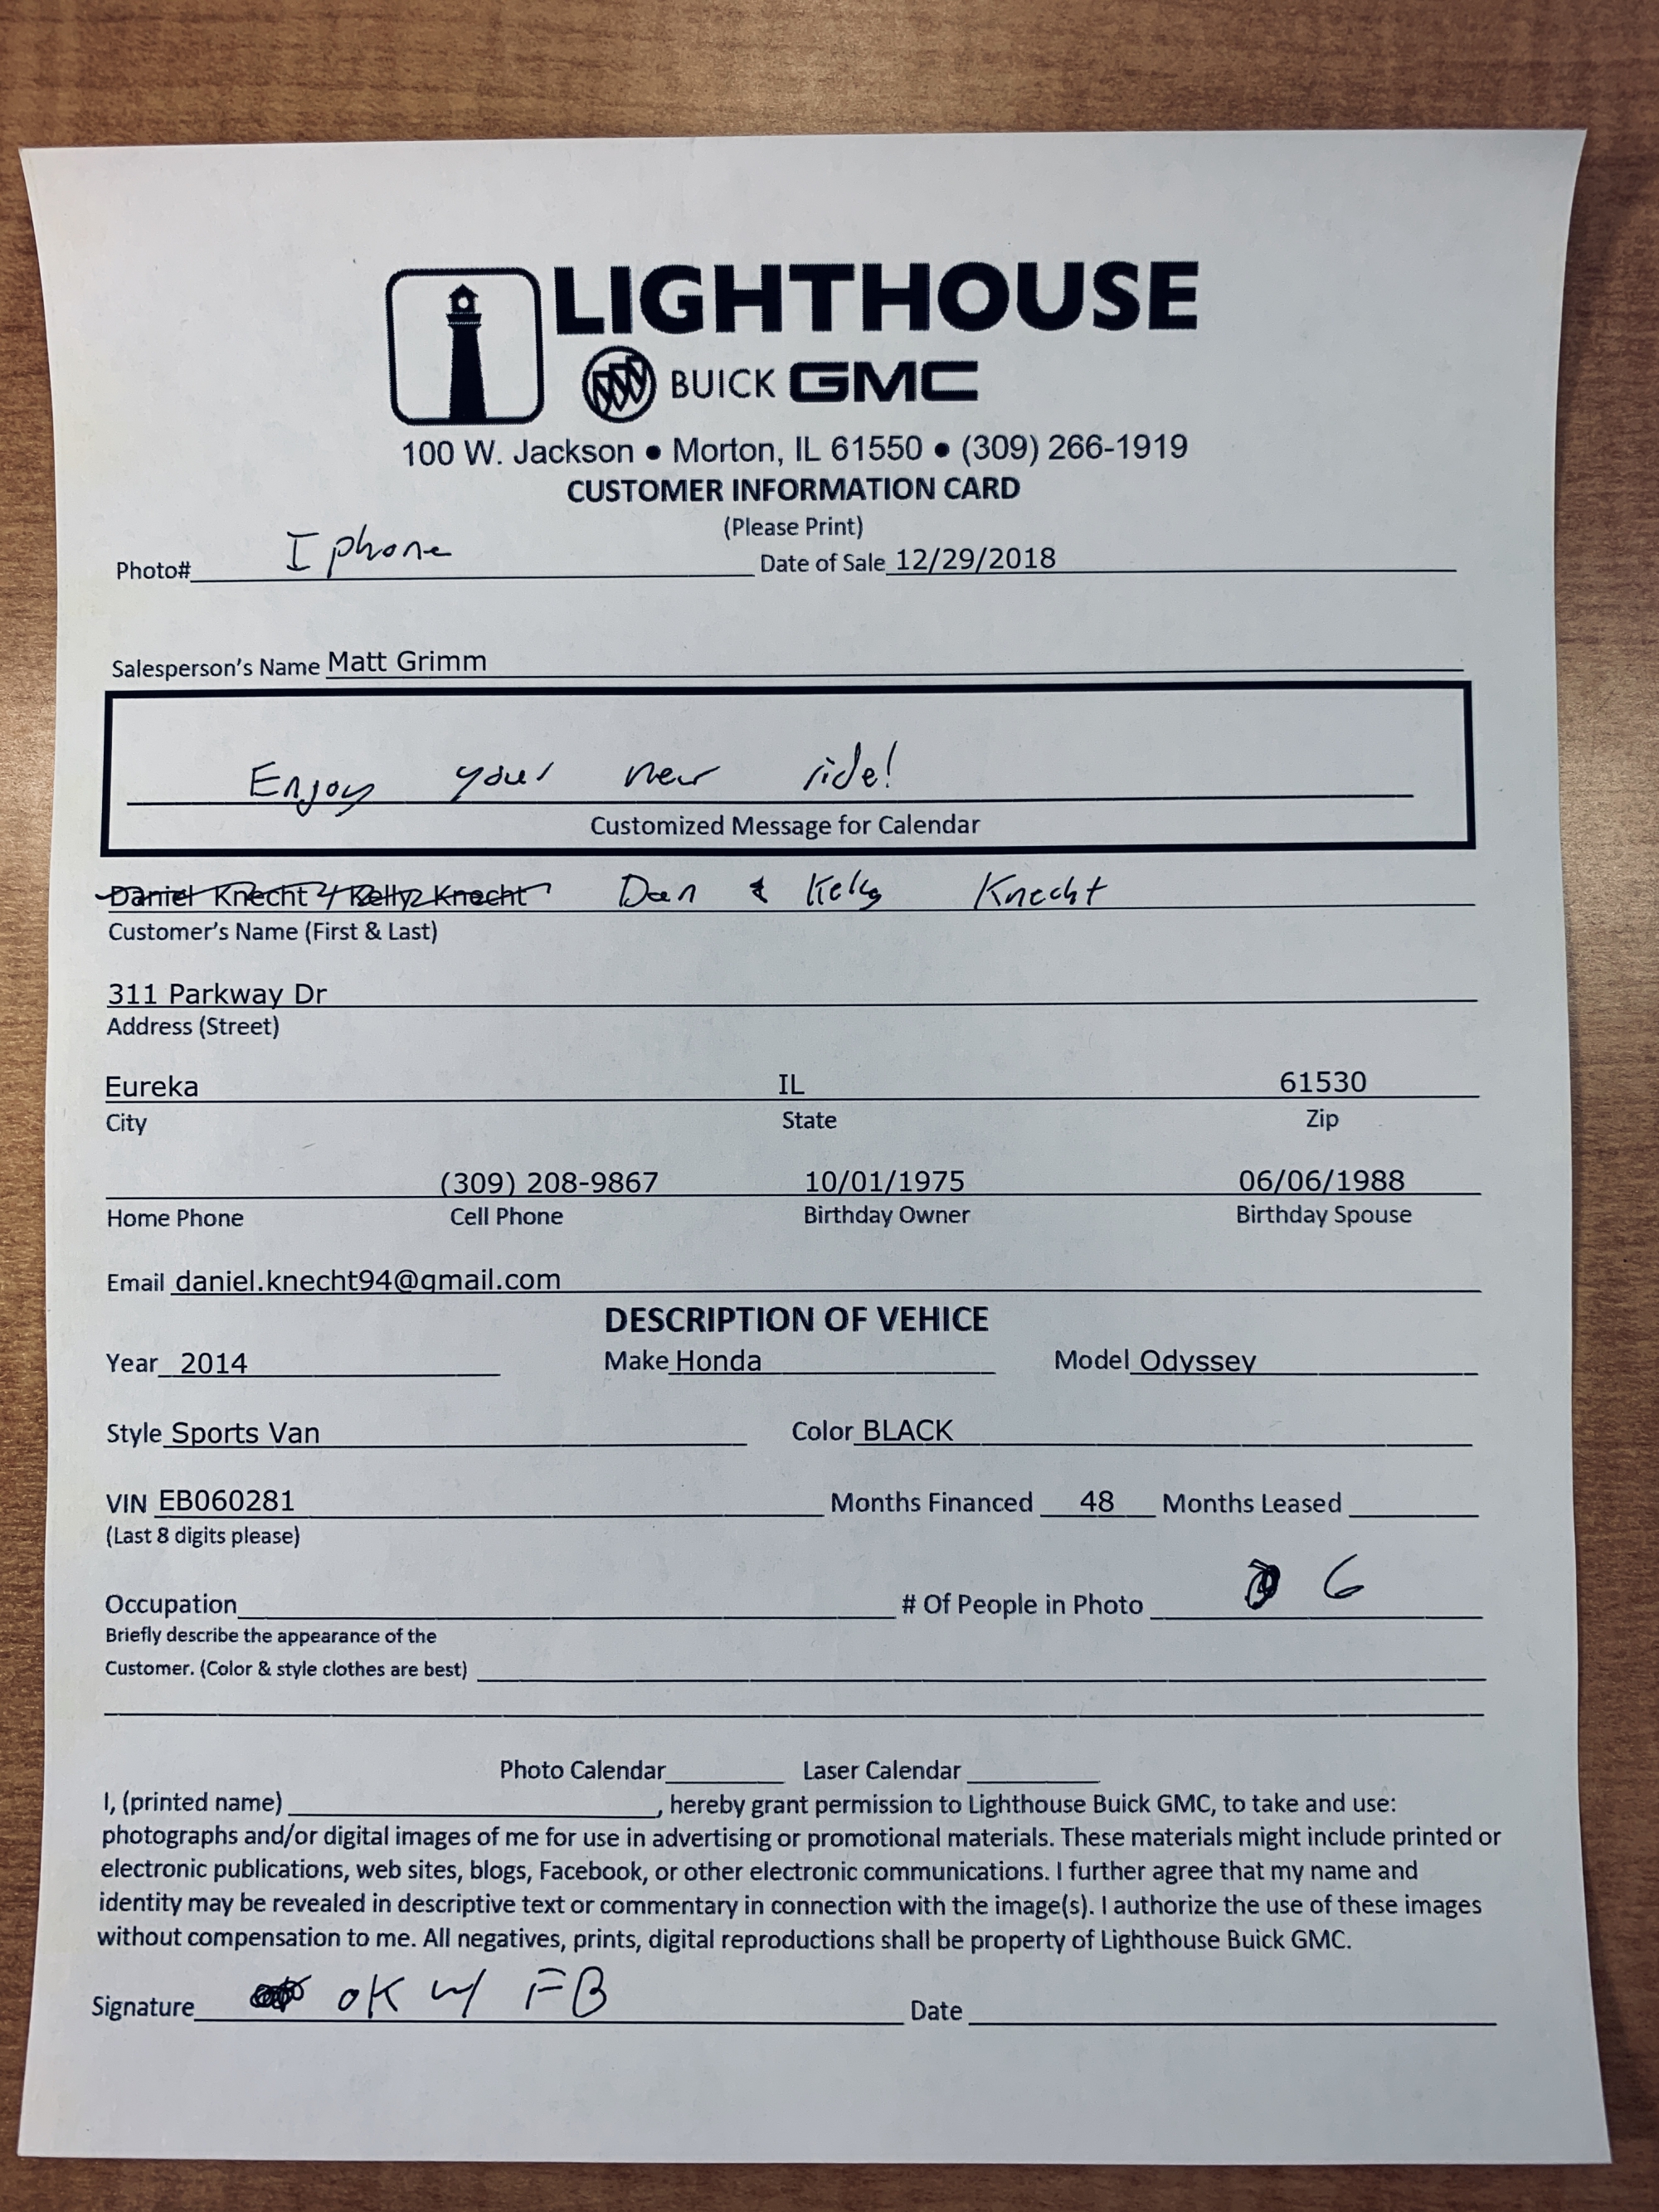 LIGHTHOUSE
BUICK GMC
100 W. Jackson • Morton, IL 61550 • (309) 266-1919
CUSTOMER INFORMATION CARD
(Please Print)
Photo# I phone Date of Sale 12/29/2018
Salesperson's Name Matt Grimm
Enjoy your new ride!
Customized Message for Calendar
Daniel Knecht Kelly Knecht Dan & Kelly Knecht
Customer's Name (First & Last)
311 Parkway Dr
Address (Street)
Eureka IL 61530
City State Zip
(309) 208-9867 10/01/1975 06/06/1988
Home Phone Cell Phone Birthday Owner Birthday Spouse
Email daniel.knecht94@gmail.com
DESCRIPTION OF VEHICE
Year 2014 Make Honda Model Odyssey
Style Sports Van Color BLACK
VIN EB060281 Months Financed 48 Months Leased
(Last 8 digits please)
Occupation # Of People in Photo 6
Briefly describe the appearance of the
Customer. (Color & style clothes are best)
Photo Calendar Laser Calendar
I, (printed name) , hereby grant permission to Lighthouse Buick GMC, to take and use:
photographs and/or digital images of me for use in advertising or promotional materials. These materials might include printed or
electronic publications, web sites, blogs, Facebook, or other electronic communications. I further agree that my name and
identity may be revealed in descriptive text or commentary in connection with the image(s). I authorize the use of these images
without compensation to me. All negatives, prints, digital reproductions shall be property of Lighthouse Buick GMC.
Signature OK w/ FB Date